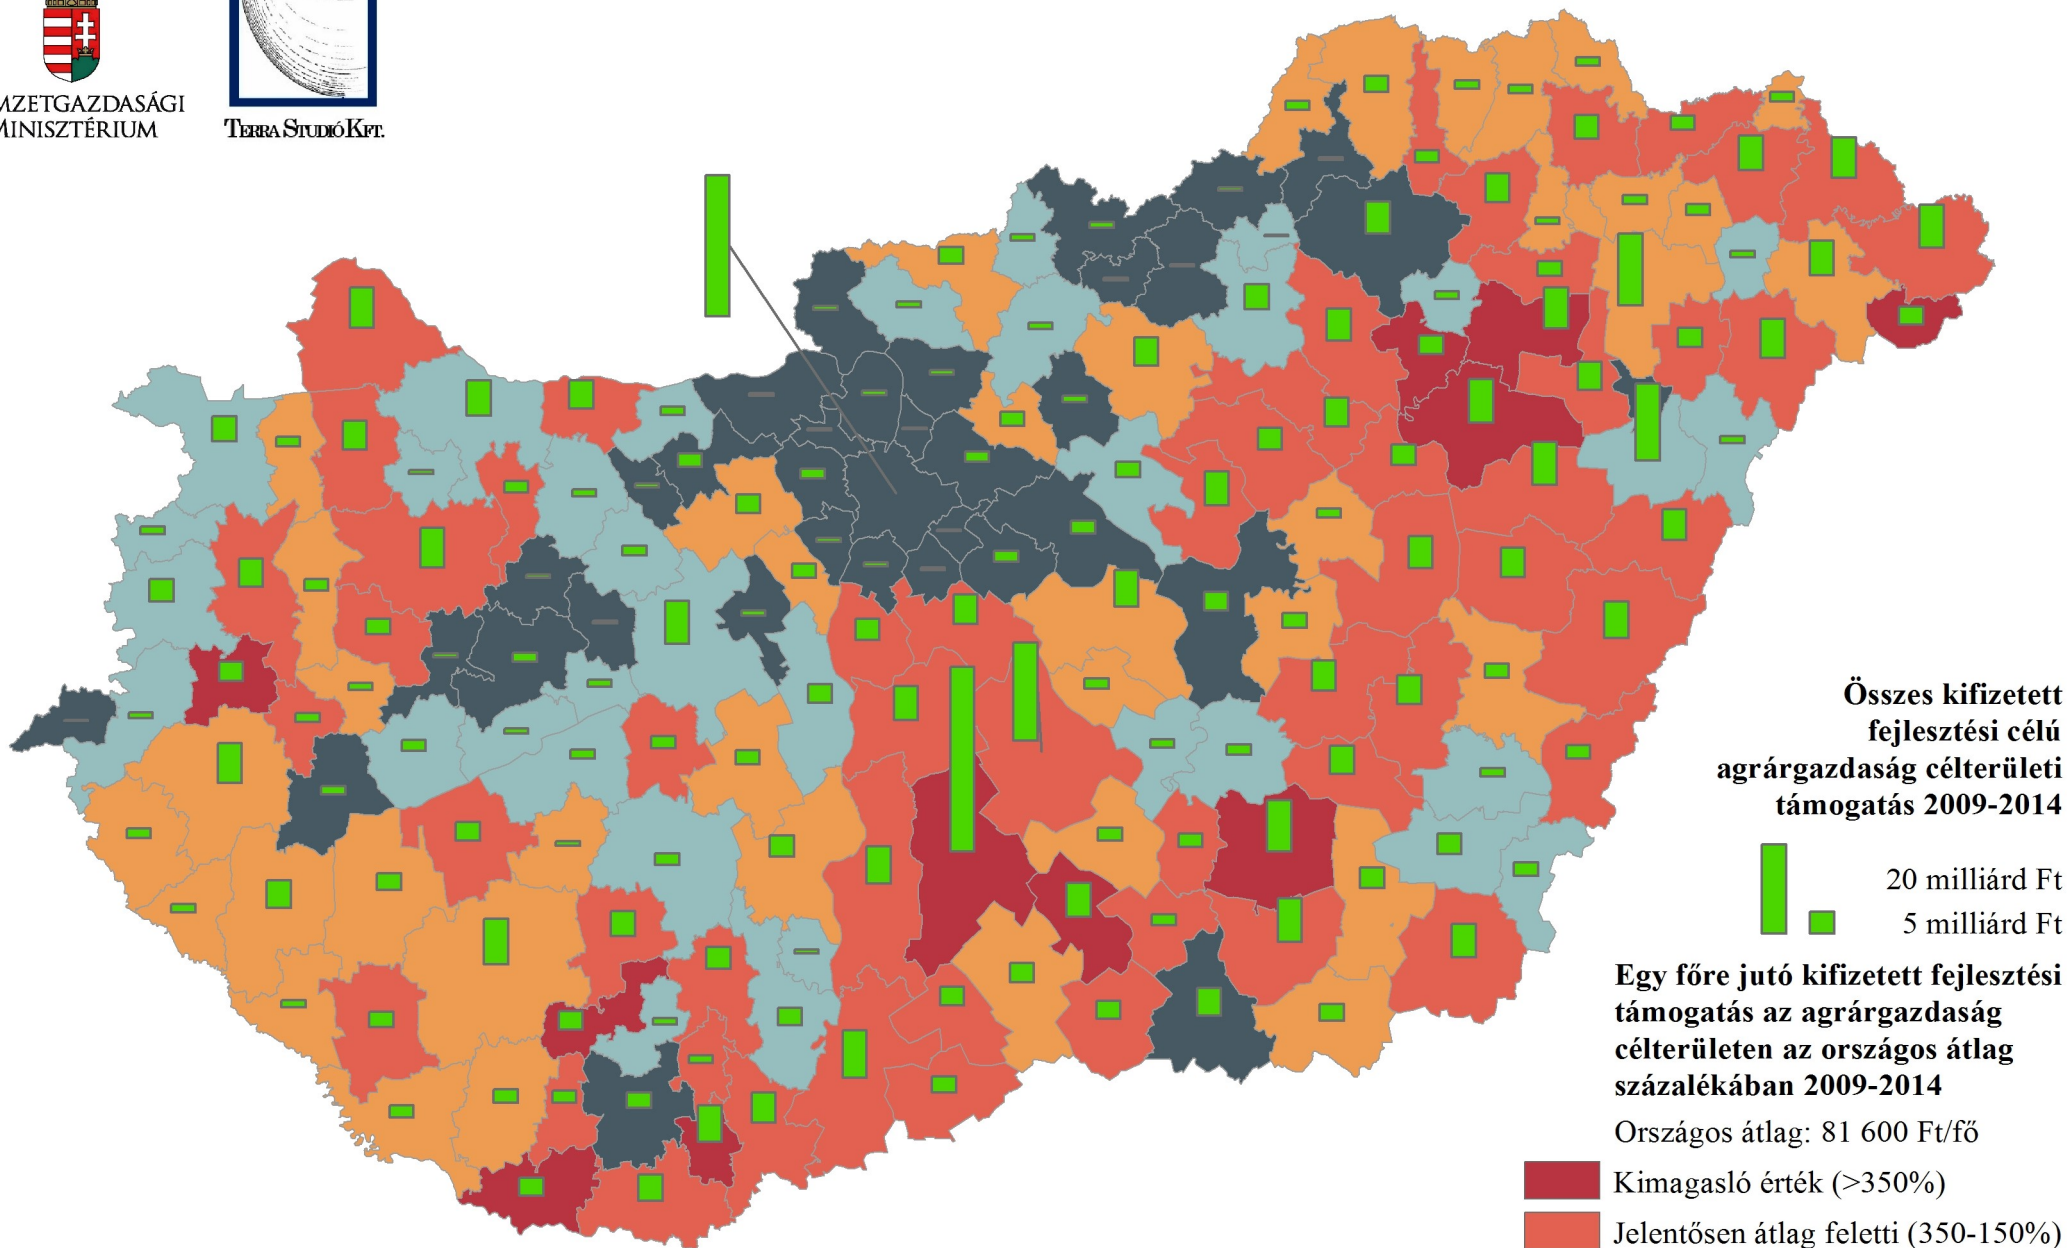 MINISZTÉRIUM
TERRA STUDIÓ KFT.
Összes kifizetett
fejlesztési célú
agrárgazdaság célterületi
támogatás 2009-2014
20 milliárd Ft
5 milliárd Ft
Egy főre jutó kifizetett fejlesztési
támogatás az agrárgazdaság
célterületen az országos átlag
százalékában 2009-2014
Országos átlag: 81 600 Ft/fő
Kimagasló érték (>350%)
Jelentősen átlag feletti (350-150%)